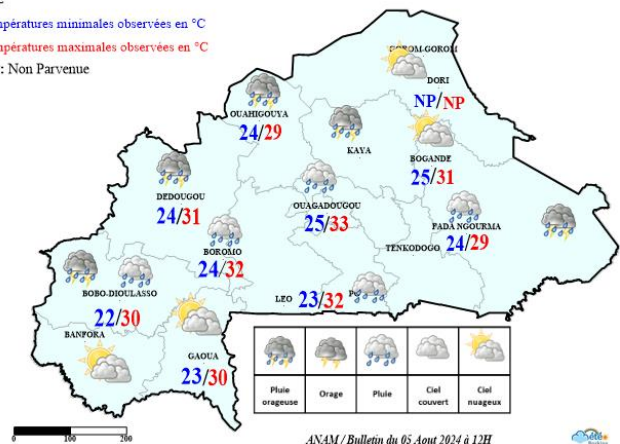 mpératures minimales observées en °C
mpératures maximales observées en °C
: Non Parvenue
GOROM-GOROM
DORI
NP/NP
OUAHIGOUYA
24/29
KAYA
BOGANDE
25/31
DEDOUGOU
24/31
OUAGADOUGOU
25/33
FADA NGOURMA
24/29
TENKODOGO
BOROMO
24/32
BOBO-DIOULASSO
22/30
LEO
23/32
PO
BANFORA
GAOUA
23/30
Pluie orageuse
Orage
Pluie
Ciel couvert
Ciel nuageux
0 100 200
ANAM / Bulletin du 05 Aout 2024 à 12H